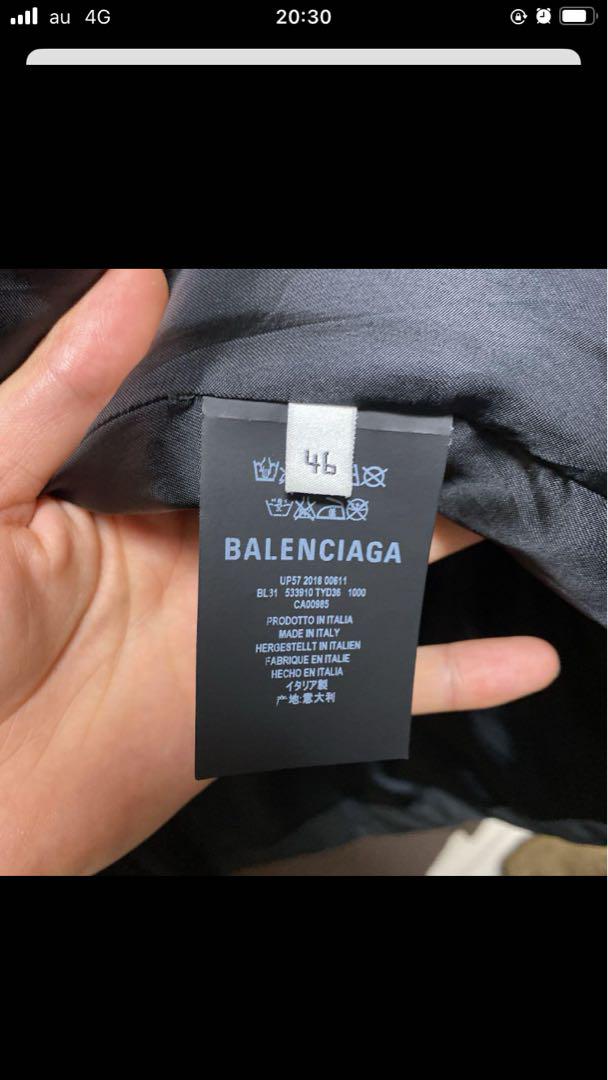 au 4G 20:30
46
BALENCIAGA
UP57 2018 00611
BL31 533910 TYD36 1000
CA00985
PRODOTTO IN ITALIA
MADE IN ITALY
HERGESTELLT IN ITALIEN
FABRIQUE EN ITALIE
HECHO EN ITALIA
イタリア製
产地:意大利